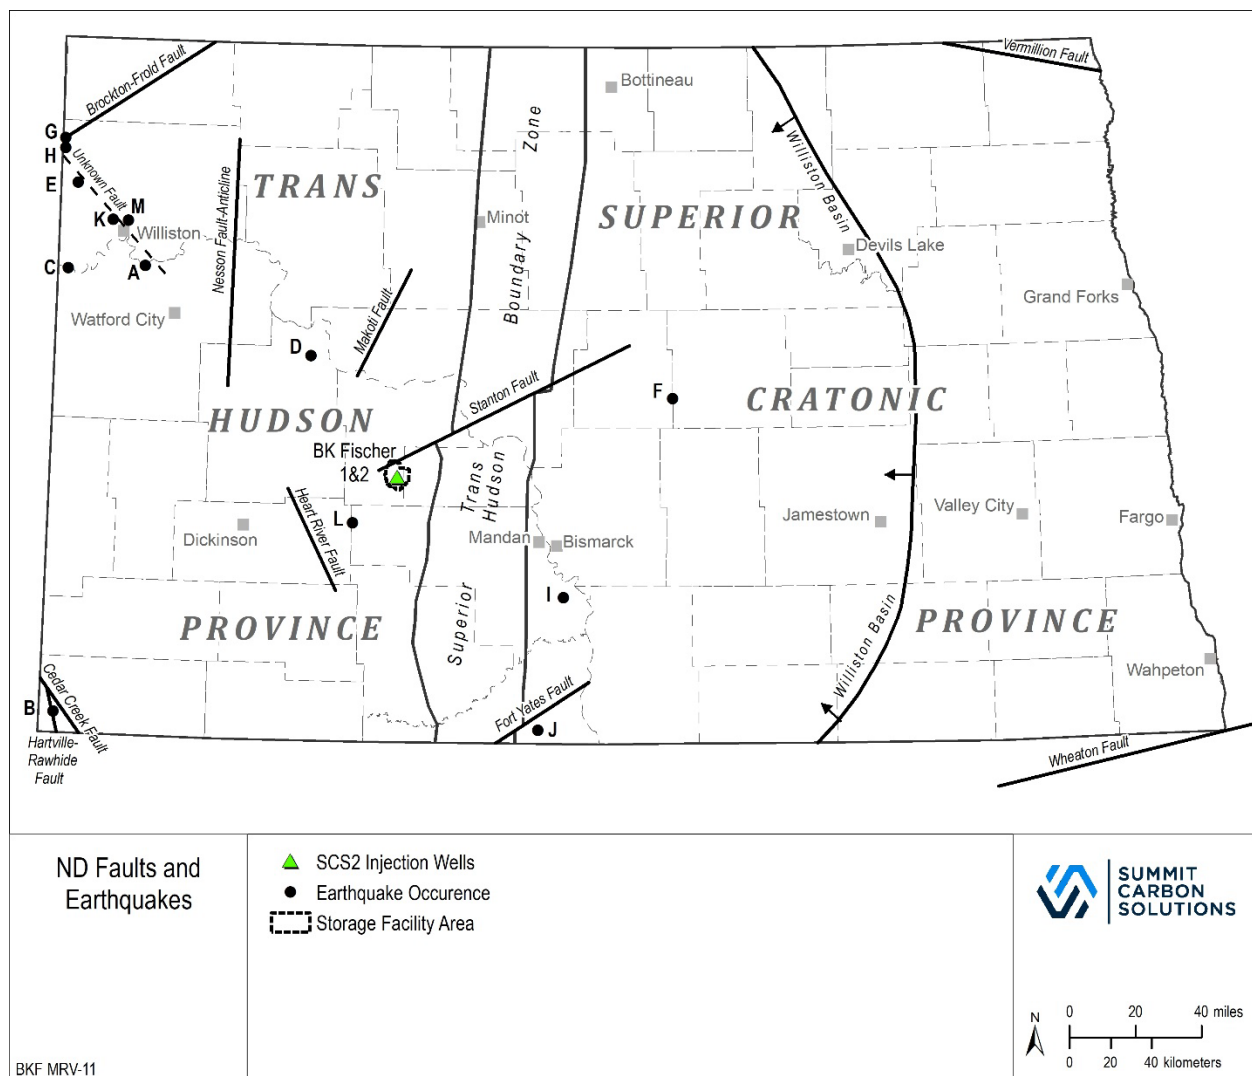 Brockton-Froid Fault
Vermillion Fault
Bottineau
G
H
Unknown Fault
E
K
M
Williston
C
A
Nesson Fault-Anticline
TRANS
Zone
Minot
Boundary
SUPERIOR
Williston Basin
Devils Lake
Grand Forks
Watford City
D
Makoti Fault
Stanton Fault
F
HUDSON
CRATONIC
BK Fischer
1&2
Trans
Hudson
Heart River Fault
L
Dickinson
Mandan
Bismarck
Jamestown
Valley City
Fargo
I
Superior
PROVINCE
PROVINCE
Williston Basin
Wahpeton
Cedar Creek Fault
B
Hartville-
Rawhide
Fault
Fort Yates Fault
J
Wheaton Fault
ND Faults and
Earthquakes
SCS2 Injection Wells
Earthquake Occurence
Storage Facility Area
SUMMIT
CARBON
SOLUTIONS
N
0 20 40 miles
0 20 40 kilometers
BKF MRV-11